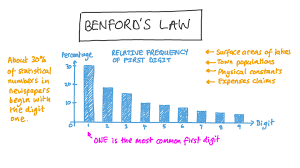 BENFORD'S LAW
About 30%
of statistical
numbers in
newspapers
begin with
the digit
one.
Percentage
RELATIVE FREQUENCY
OF FIRST DIGIT
30
20
10
0
1 2 3 4 5 6 7 8 9
Digit
← Surface areas of lakes
← Town populations
← Physical constants
← Expenses claims
ONE is the most common first digit